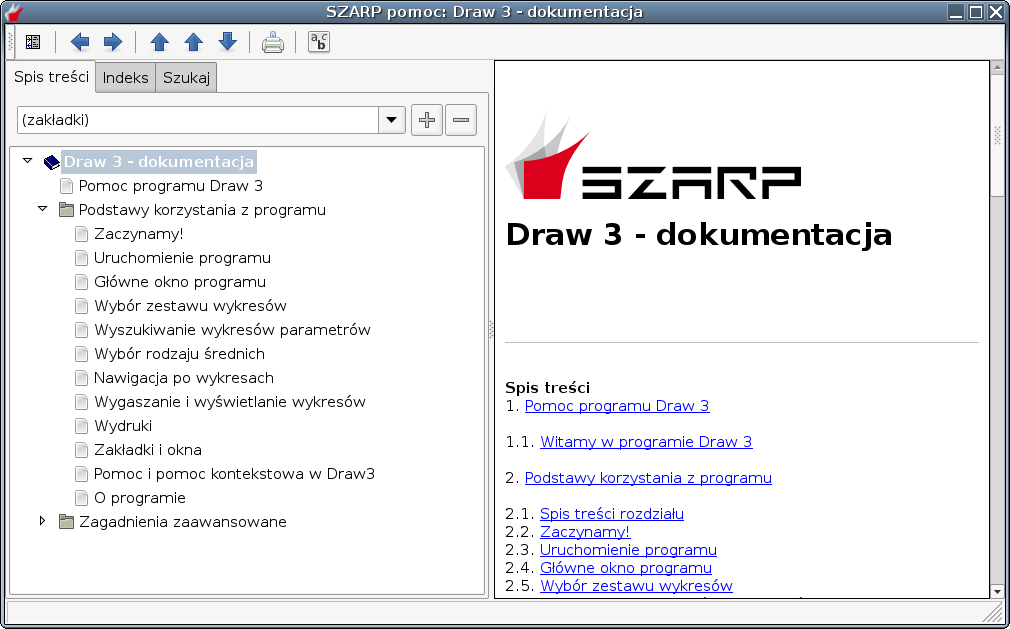 SZARP pomoc: Draw 3 - dokumentacja
a b c
Spis treści Indeks Szukaj
(zakładki)
Draw 3 - dokumentacja
Pomoc programu Draw 3
Podstawy korzystania z programu
Zaczynamy!
Uruchomienie programu
Główne okno programu
Wybór zestawu wykresów
Wyszukiwanie wykresów parametrów
Wybór rodzaju średnich
Nawigacja po wykresach
Wygaszanie i wyświetlanie wykresów
Wydruki
Zakładki i okna
Pomoc i pomoc kontekstowa w Draw3
O programie
Zagadnienia zaawansowane
SZARP
Draw 3 - dokumentacja
Spis treści
1. Pomoc programu Draw 3
1.1. Witamy w programie Draw 3
2. Podstawy korzystania z programu
2.1. Spis treści rozdziału
2.2. Zaczynamy!
2.3. Uruchomienie programu
2.4. Główne okno programu
2.5. Wybór zestawu wykresów